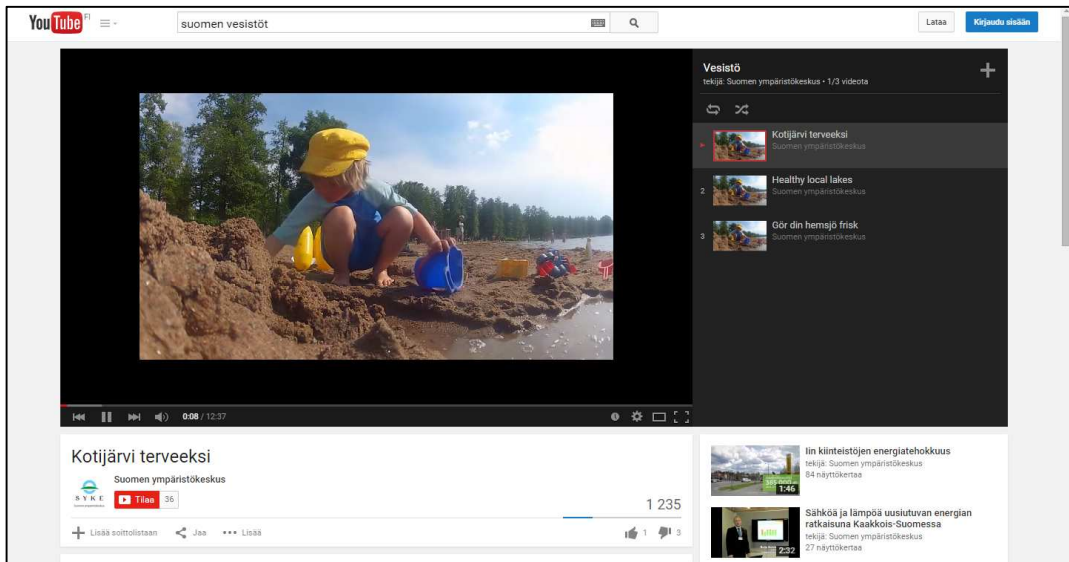 YouTube FI
suomen vesistöt
Lataa
Kirjaudu sisään
Vesistö
tekijä: Suomen ympäristökeskus • 1/3 videota
Kotijärvi terveeksi
Suomen ympäristökeskus
2
Healthy local lakes
Suomen ympäristökeskus
3
Gör din hemsjö frisk
Suomen ympäristökeskus
0:08 / 12:37
Kotijärvi terveeksi
SYKE
Suomen ympäristökeskus
Tilaa 36
1 235
Lisää soittolistaan
Jaa
Lisää
1
3
1:46
Iin kiinteistöjen energiatehokkuus
tekijä: Suomen ympäristökeskus
84 näyttökertaa
2:32
Sähköä ja lämpöä uusiutuvan energian
ratkaisuna Kaakkois-Suomessa
tekijä: Suomen ympäristökeskus
27 näyttökertaa